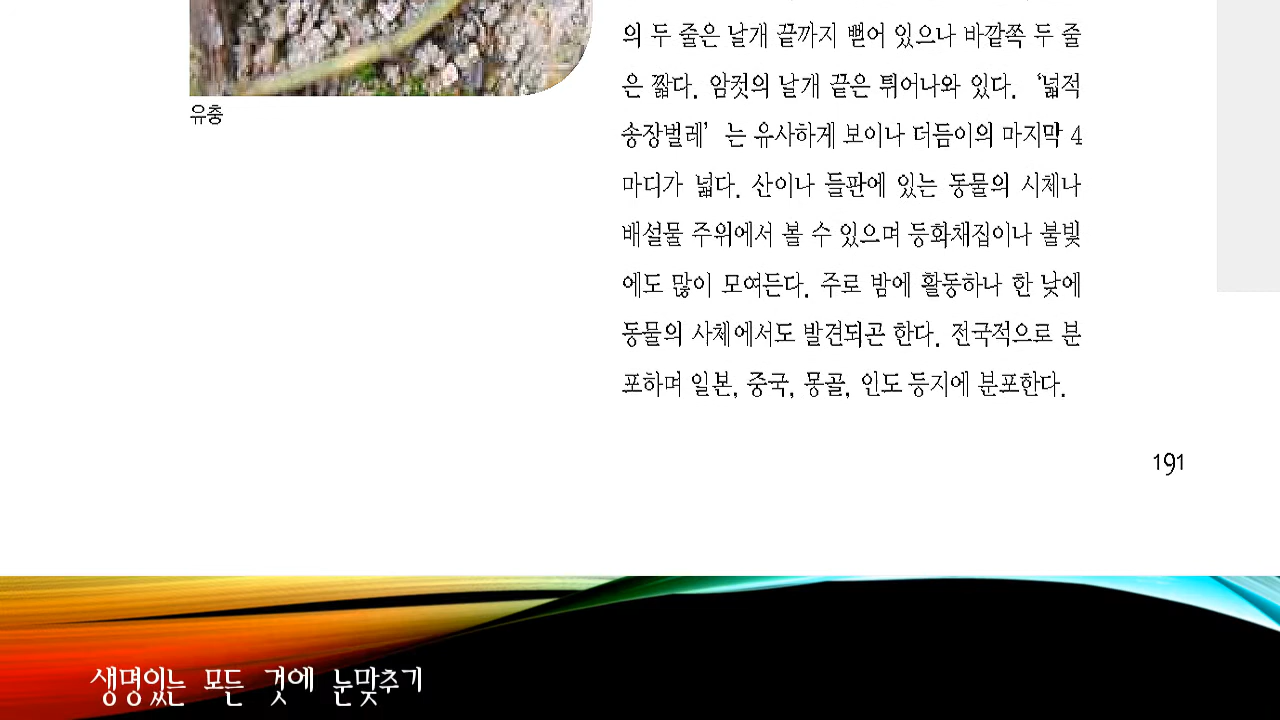 의 두 줄은 날개 끝까지 뻗어 있으나 바깥쪽 두 줄
은 짧다. 암컷의 날개 끝은 튀어나와 있다. ‘넓적
송장벌레’ 는 유사하게 보이나 더듬이의 마지막 4
마디가 넓다. 산이나 들판에 있는 동물의 시체나
배설물 주위에서 볼 수 있으며 등화채집이나 불빛
에도 많이 모여든다. 주로 밤에 활동하나 한 낮에
동물의 사체에서도 발견되곤 한다. 전국적으로 분
포하며 일본, 중국, 몽골, 인도 등지에 분포한다.
유충
191
생명있는 모든 것에 눈맞추기